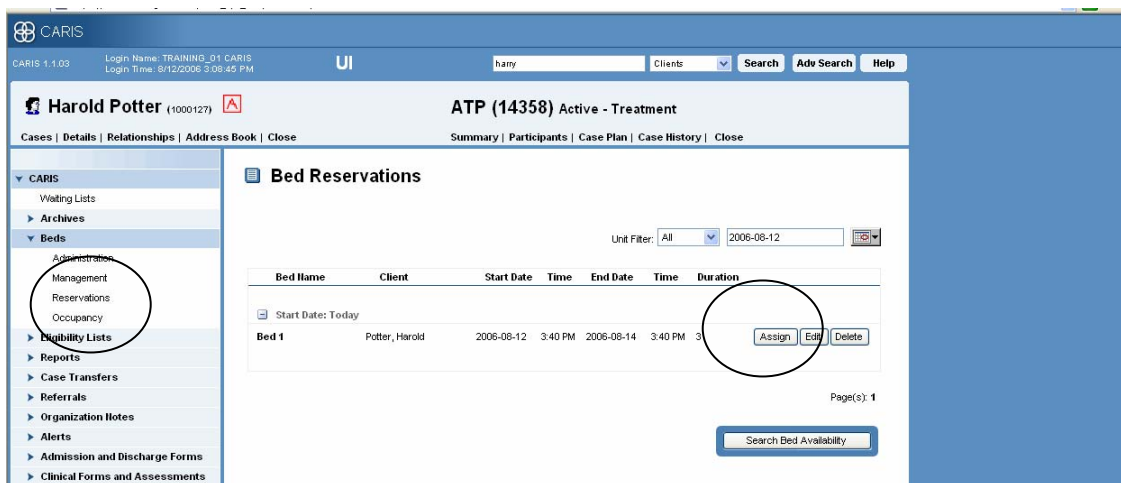 CARIS
CARIS 1.1.03
Login Name: TRAINING_01 CARIS
Login Time: 8/12/2006 3:08:45 PM
UI
harry
Clients
Search
Adv Search
Help
Harold Potter (1000127)
A
ATP (14358) Active - Treatment
Cases | Details | Relationships | Address Book | Close
Summary | Participants | Case Plan | Case History | Close
CARIS
Waiting Lists
Archives
Beds
Administration
Management
Reservations
Occupancy
Eligibility Lists
Reports
Case Transfers
Referrals
Organization Notes
Alerts
Admission and Discharge Forms
Clinical Forms and Assessments
Bed Reservations
Unit Filter: All
2006-08-12
Bed Name Client Start Date Time End Date Time Duration
Start Date: Today
Bed 1 Potter, Harold 2006-08-12 3:40 PM 2006-08-14 3:40 PM 3 Assign Edit Delete
Page(s): 1
Search Bed Availability